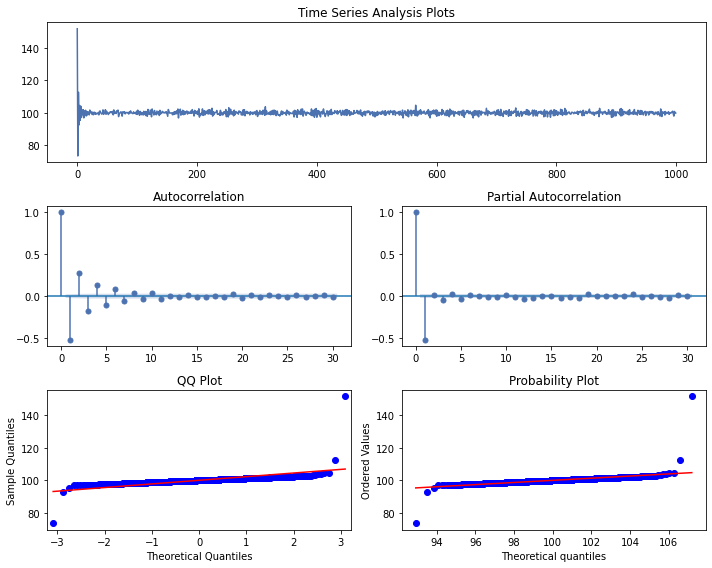 Time Series Analysis Plots
140
120
100
80
0 200 400 600 800 1000
Autocorrelation
1.0
0.5
0.0
−0.5
0 5 10 15 20 25 30
Partial Autocorrelation
1.0
0.5
0.0
−0.5
0 5 10 15 20 25 30
QQ Plot
Sample Quantiles
140
120
100
80
−3 −2 −1 0 1 2 3
Theoretical Quantiles
Probability Plot
Ordered Values
140
120
100
80
94 96 98 100 102 104 106
Theoretical quantiles